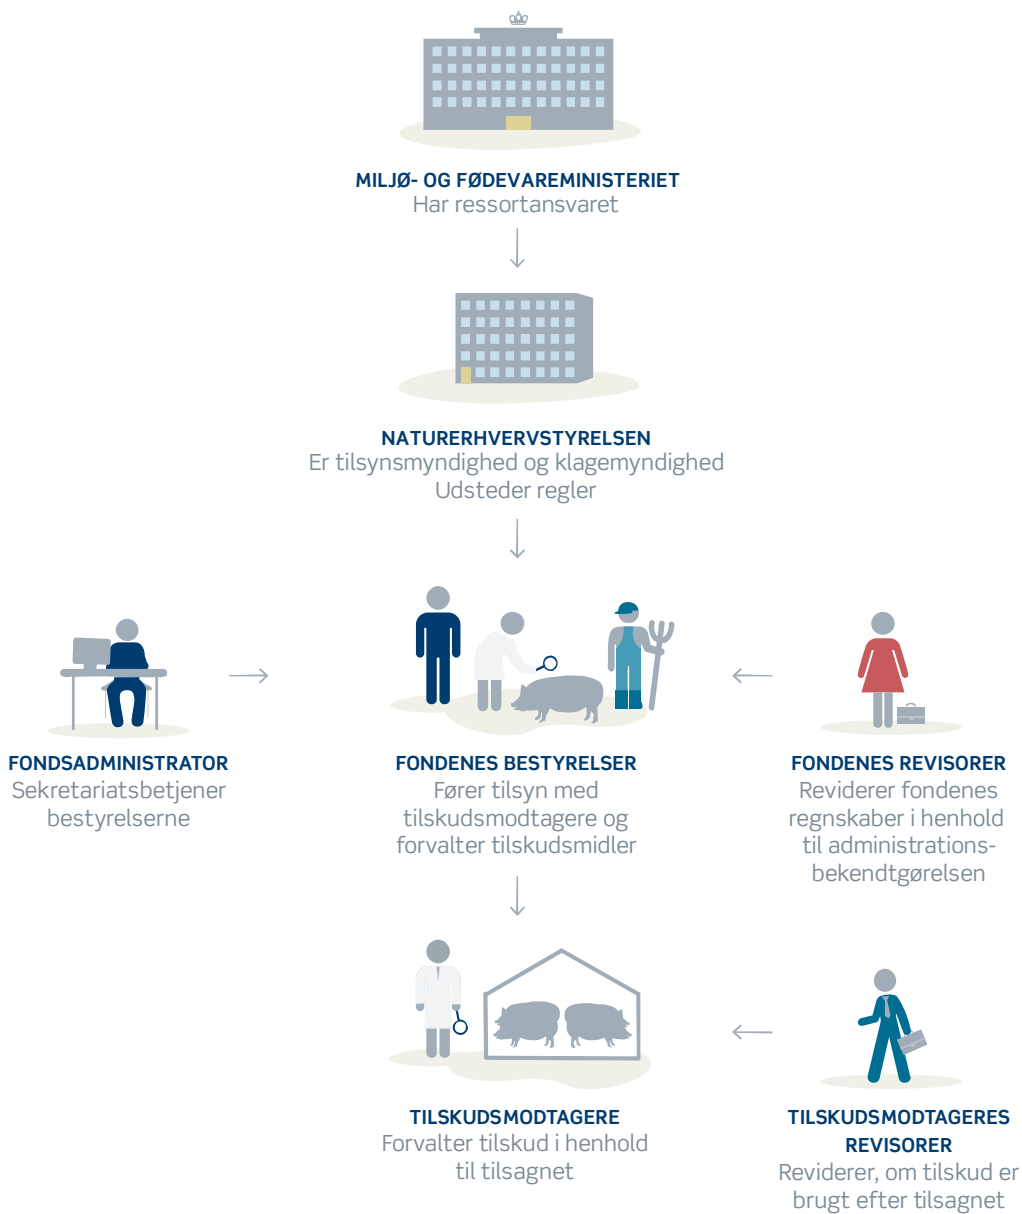 MILJØ- OG FØDEVAREMINISTERIET
Har ressortansvaret
NATURERHVERVSTYRELSEN
Er tilsynsmyndighed og klagemyndighed
Udsteder regler
FONDSADMINISTRATOR
Sekretariatsbetjener
bestyrelserne
FONDENES BESTYRELSER
Fører tilsyn med
tilskudsmodtagere og
forvalter tilskudsmidler
FONDENES REVISORER
Reviderer fondenes
regnskaber i henhold
til administrations-
bekendtgørelsen
TILSKUDSMODTAGERE
Forvalter tilskud i henhold
til tilsagnet
TILSKUDSMODTAGERES
REVISORER
Reviderer, om tilskud er
brugt efter tilsagnet